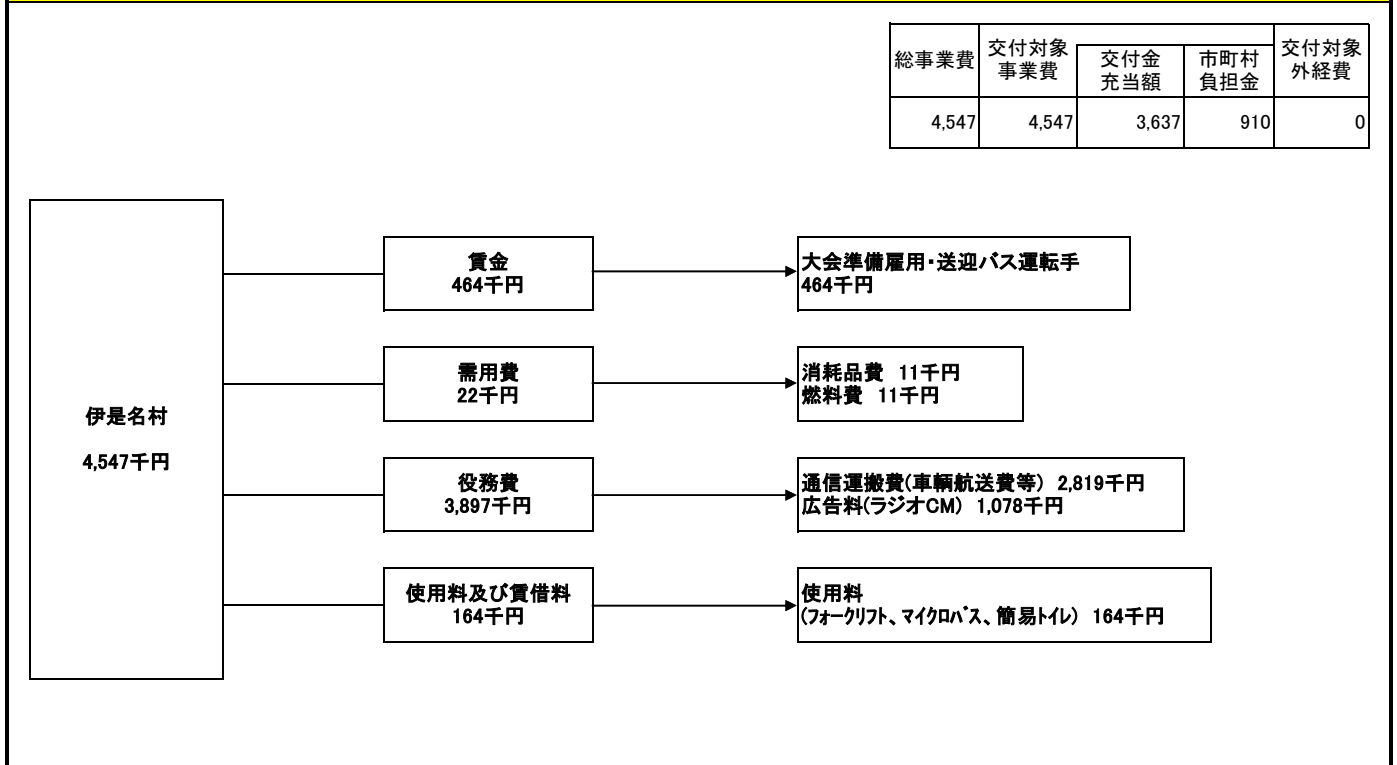 総事業費
交付対象
事業費
交付金
充当額
市町村
負担金
交付対象
外経費
4,547 4,547 3,637 910 0
伊是名村
4,547千円
賃金
464千円
大会準備雇用・送迎バス運転手
464千円
需用費
22千円
消耗品費 11千円
燃料費 11千円
役務費
3,897千円
通信運搬費(車輌航送費等) 2,819千円
広告料(ラジオCM) 1,078千円
使用料及び賃借料
164千円
使用料
(フォークリフト、マイクロバス、簡易トイレ) 164千円